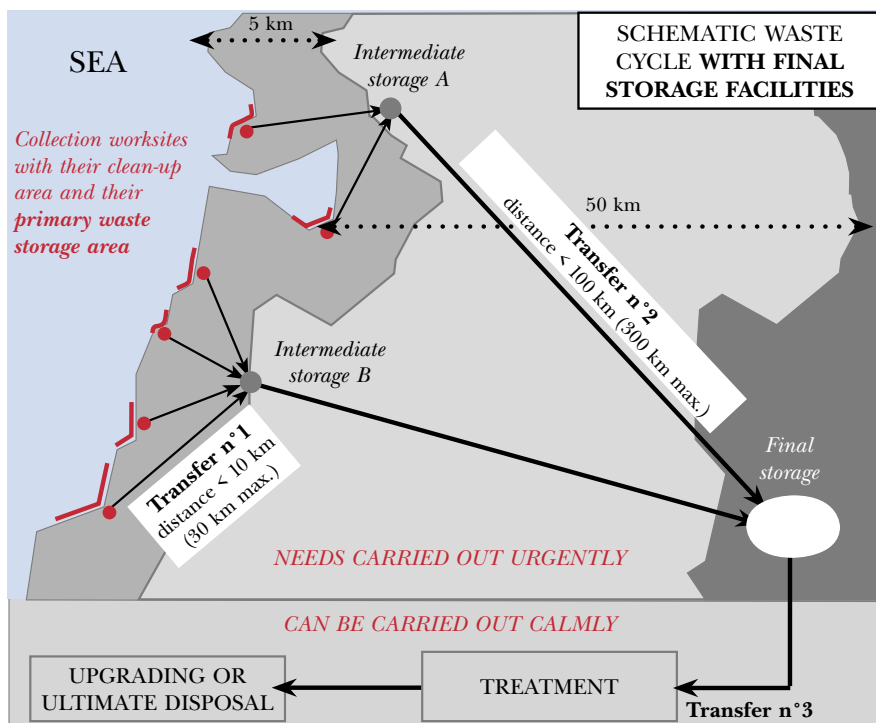 5 km
SEA
Intermediate
storage A
SCHEMATIC WASTE
CYCLE WITH FINAL
STORAGE FACILITIES
Collection worksites
with their clean-up
area and their
primary waste
storage area
50 km
Transfer n°2
distance < 100 km (300 km max.)
Intermediate
storage B
Transfer n°1
distance < 10 km
(30 km max.)
Final
storage
NEEDS CARRIED OUT URGENTLY
CAN BE CARRIED OUT CALMLY
UPGRADING OR
ULTIMATE DISPOSAL
TREATMENT
Transfer n°3